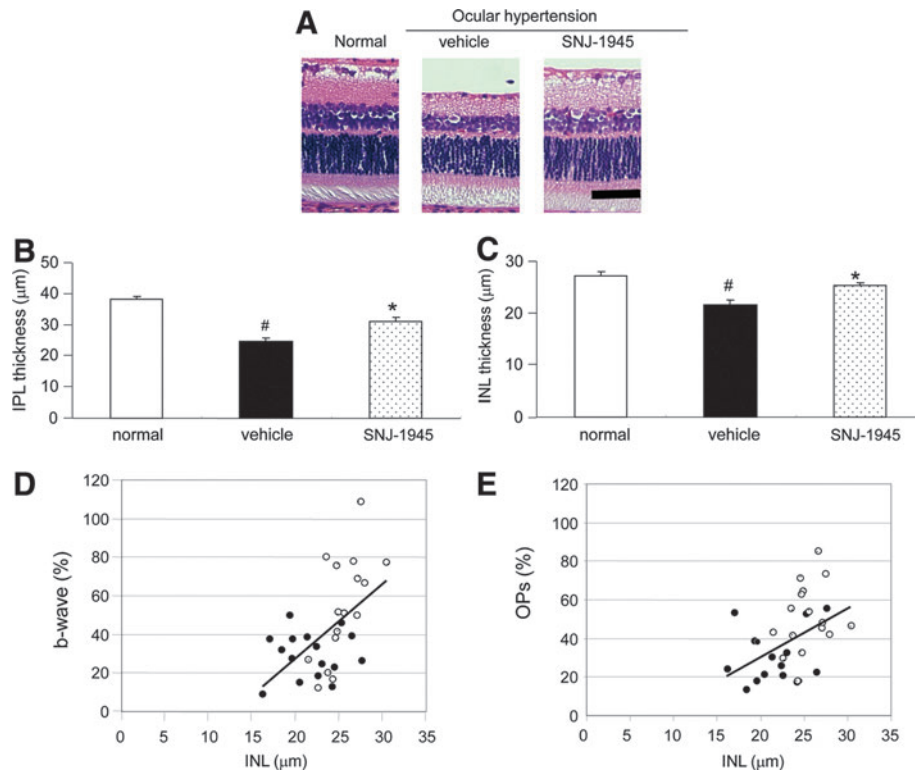 A
Ocular hypertension
Normal
vehicle
SNJ-1945
B
IPL thickness (μm)
50
40
30
20
10
0
#
*
normal
vehicle
SNJ-1945
C
INL thickness (μm)
30
20
10
0
#
*
normal
vehicle
SNJ-1945
D
b-wave (%)
120
100
80
60
40
20
0
0 5 10 15 20 25 30 35
INL (μm)
E
OPs (%)
120
100
80
60
40
20
0
0 5 10 15 20 25 30 35
INL (μm)